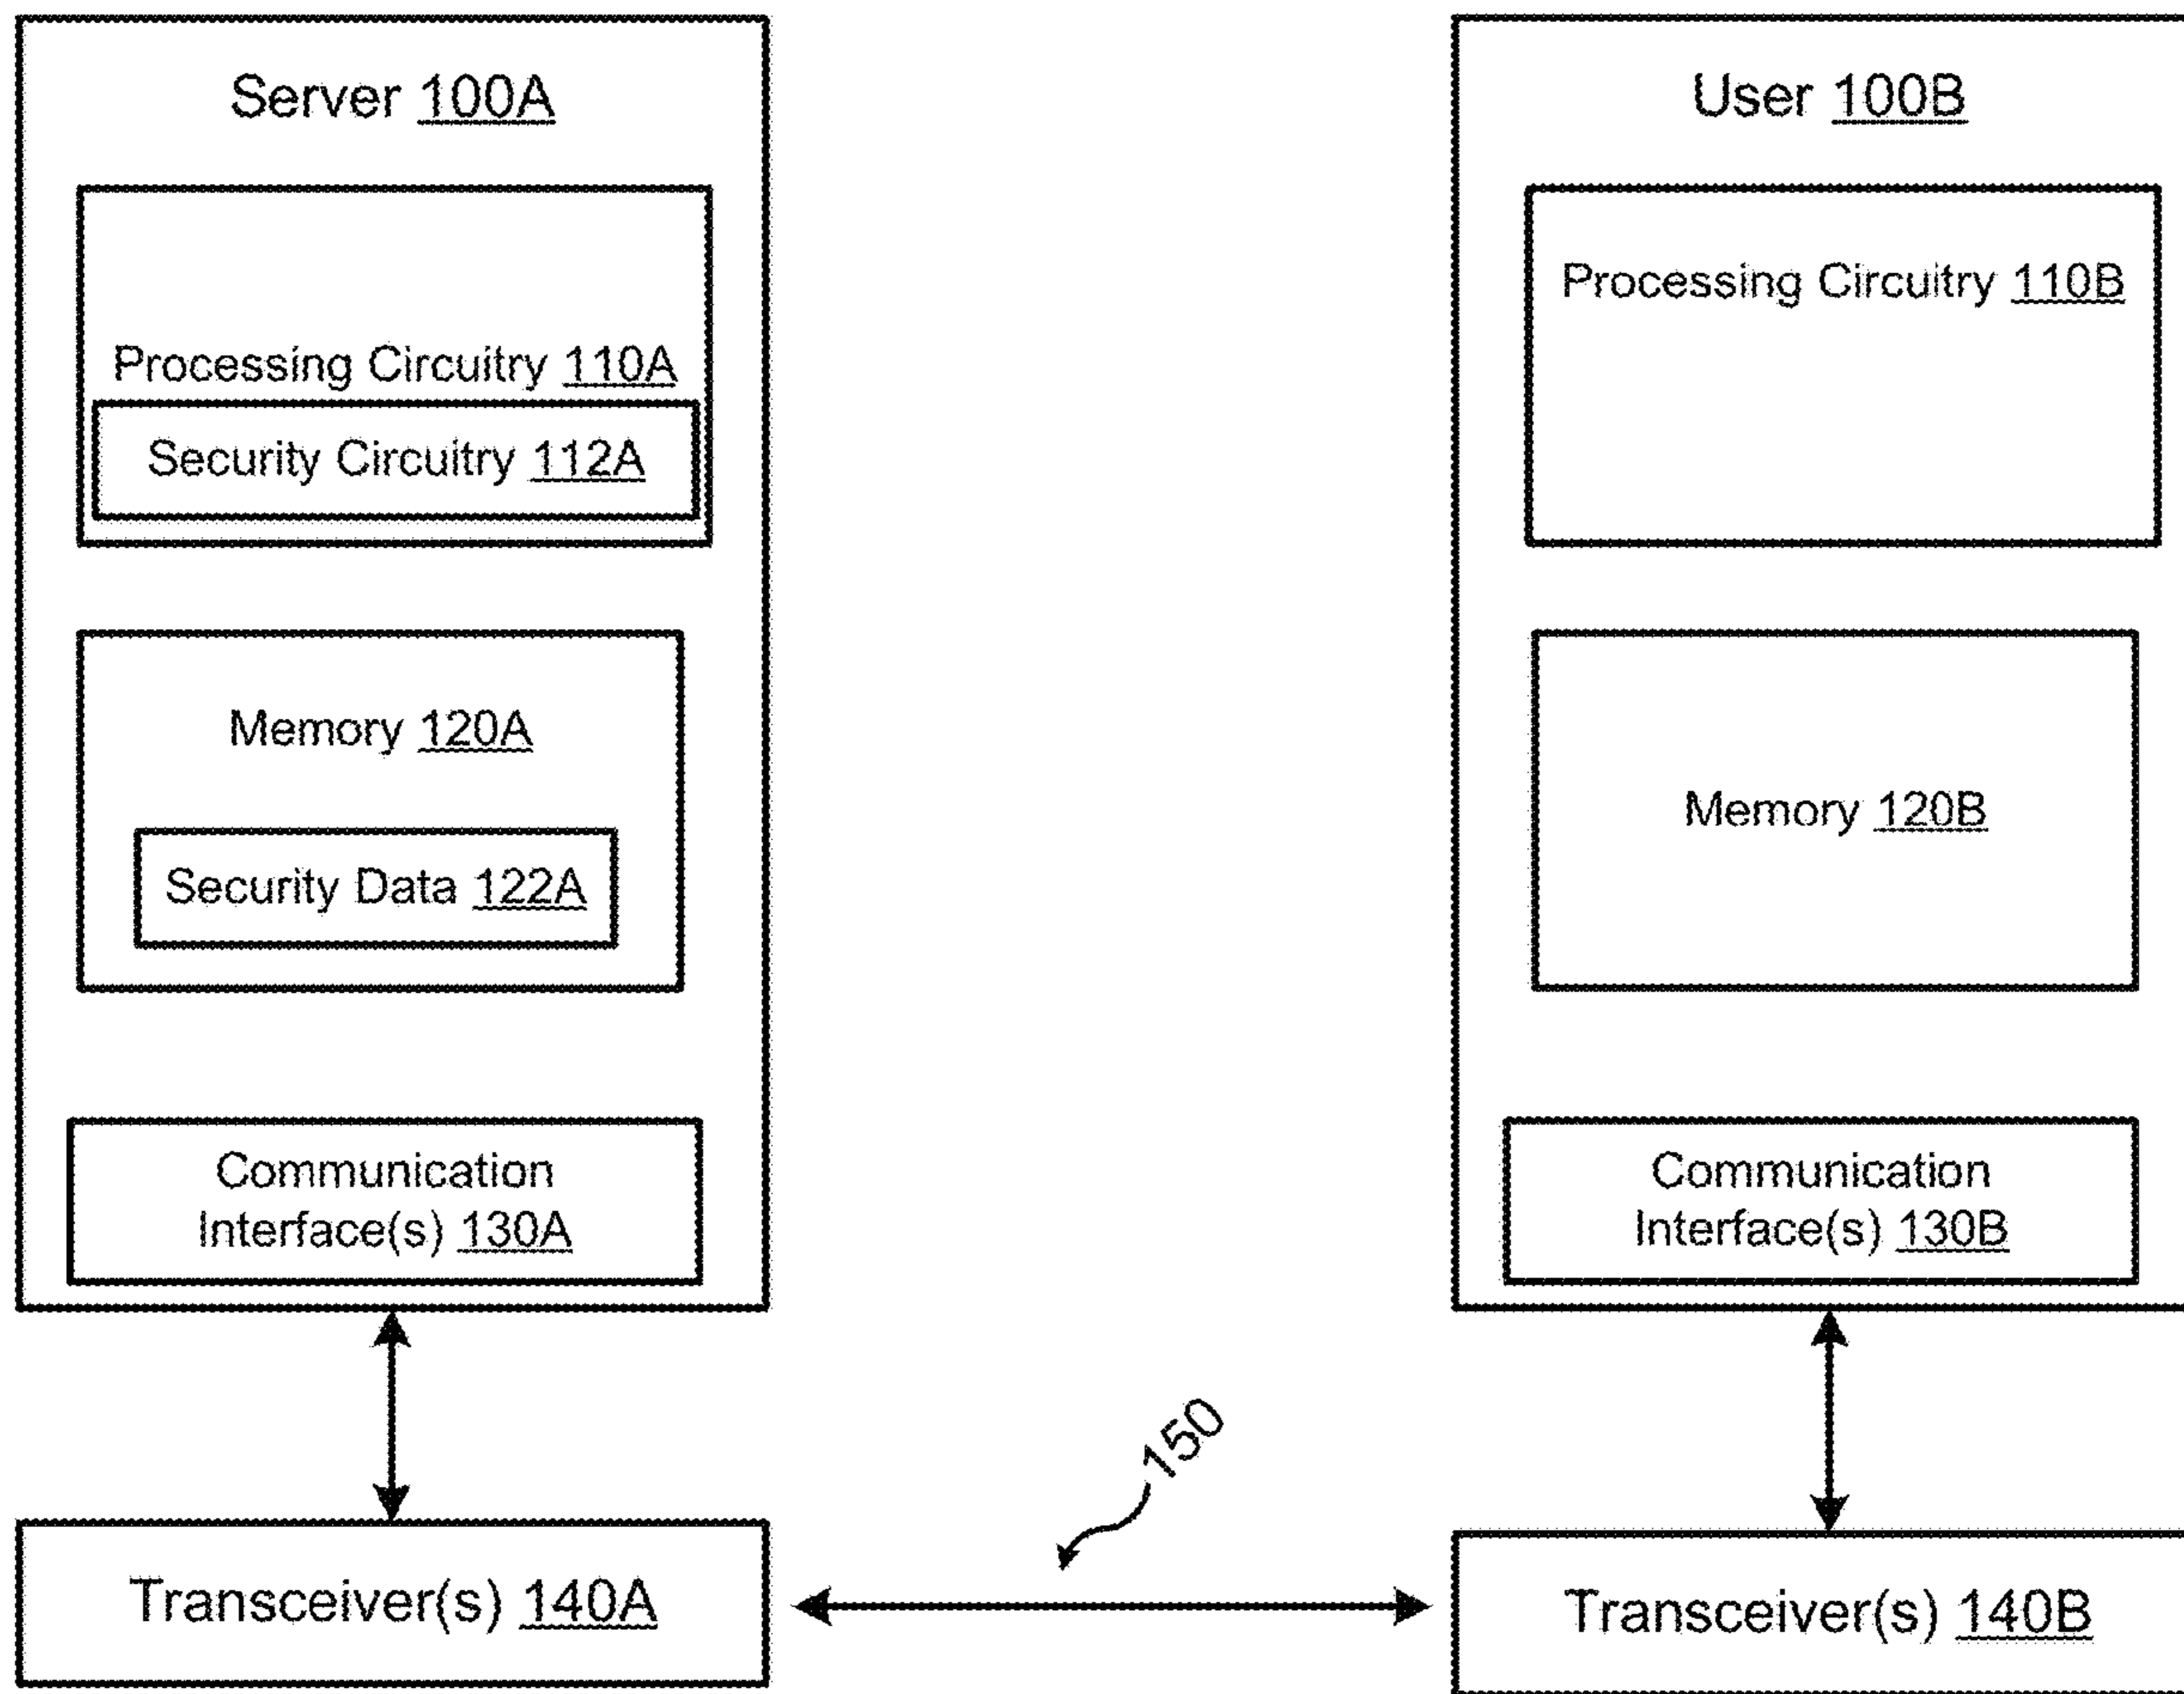 Server 100A
Processing Circuitry 110A
Security Circuitry 112A
Memory 120A
Security Data 122A
Communication
Interface(s) 130A
Transceiver(s) 140A
150
User 100B
Processing Circuitry 110B
Memory 120B
Communication
Interface(s) 130B
Transceiver(s) 140B